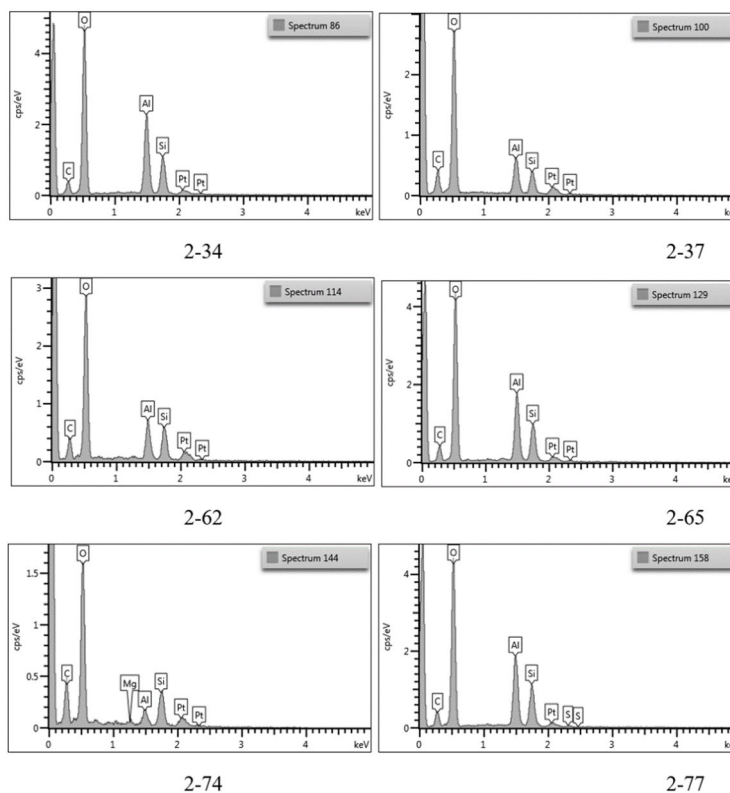 Spectrum 86
cps/eV
4
2
0
C
O
Al
Si
Pt
Pt
1
2
3
4
keV
2-34
Spectrum 100
cps/eV
2
1
0
C
O
Al
Si
Pt
Pt
0
1
2
3
4
keV
2-37
Spectrum 114
cps/eV
3
2
1
0
C
O
Al
Si
Pt
Pt
0
1
2
3
4
keV
2-62
Spectrum 129
cps/eV
4
2
0
C
O
Al
Si
Pt
Pt
0
1
2
3
4
keV
2-65
Spectrum 144
cps/eV
1.5
1
0.5
0
C
O
Mg
Al
Si
Pt
Pt
0
1
2
3
4
keV
2-74
Spectrum 158
cps/eV
4
2
0
C
O
Al
Si
Pt
S
S
0
1
2
3
4
keV
2-77